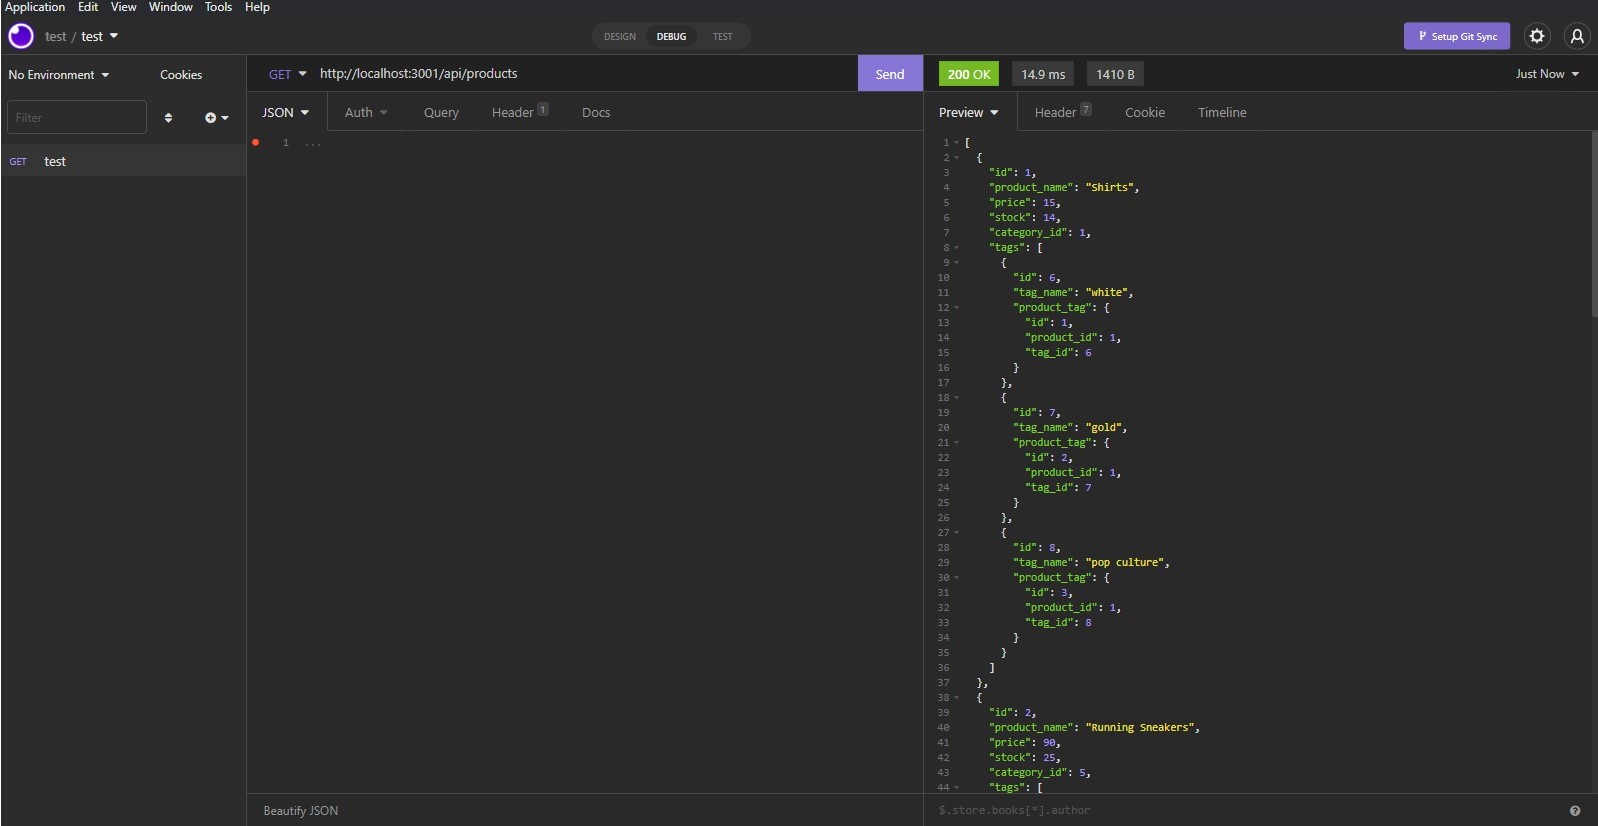 Application Edit View Window Tools Help
test / test DESIGN DEBUG TEST Setup Git Sync
No Environment Cookies GET http://localhost:3001/api/products Send 200 OK 14.9 ms 1410 B Just Now
Filter JSON Auth Query Header 1 Docs Preview Header 7 Cookie Timeline
GET test
1 ...
1 [
2 {
3 "id": 1,
4 "product_name": "Shirts",
5 "price": 15,
6 "stock": 14,
7 "category_id": 1,
8 "tags": [
9 {
10 "id": 6,
11 "tag_name": "white",
12 "product_tag": {
13 "id": 1,
14 "product_id": 1,
15 "tag_id": 6
16 }
17 },
18 {
19 "id": 7,
20 "tag_name": "gold",
21 "product_tag": {
22 "id": 2,
23 "product_id": 1,
24 "tag_id": 7
25 }
26 },
27 {
28 "id": 8,
29 "tag_name": "pop culture",
30 "product_tag": {
31 "id": 3,
32 "product_id": 1,
33 "tag_id": 8
34 }
35 }
36 ]
37 },
38 {
39 "id": 2,
40 "product_name": "Running Sneakers",
41 "price": 90,
42 "stock": 25,
43 "category_id": 5,
44 "tags": [
Beautify JSON $.store.books[*].author ?